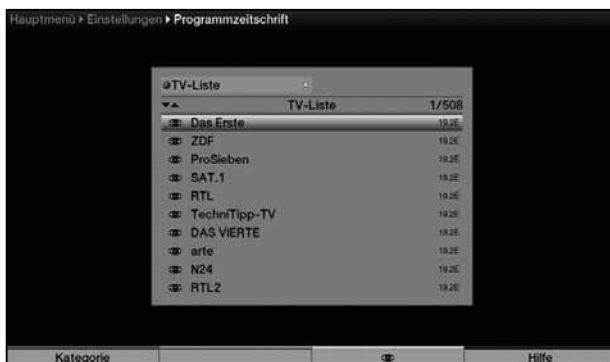 Hauptmenü Einstellungen Programmzeitschrift
TV-Liste
TV-Liste 1/508
Das Erste 19.2E
ZDF 19.2E
ProSieben 19.2E
SAT.1 19.2E
RTL 19.2E
TechniTipp-TV 19.2E
DAS VIERTE 19.2E
arte 19.2E
N24 19.2E
RTL2 19.2E
Kategorie Hilfe